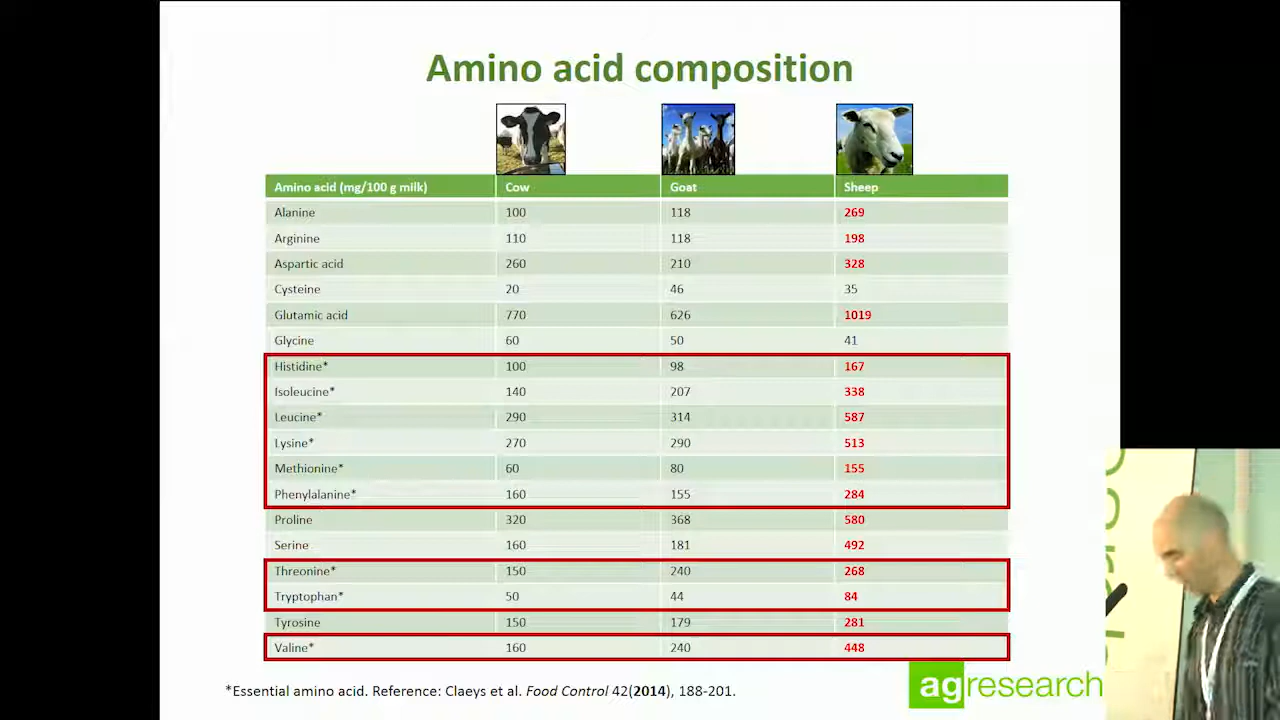 Amino acid composition
Amino acid (mg/100 g milk) Cow Goat Sheep
Alanine 100 118 269
Arginine 110 118 198
Aspartic acid 260 210 328
Cysteine 20 46 35
Glutamic acid 770 626 1019
Glycine 60 50 41
Histidine* 100 98 167
Isoleucine* 140 207 338
Leucine* 290 314 587
Lysine* 270 290 513
Methionine* 60 80 155
Phenylalanine* 160 155 284
Proline 320 368 580
Serine 160 181 492
Threonine* 150 240 268
Tryptophan* 50 44 84
Tyrosine 150 179 281
Valine* 160 240 448
*Essential amino acid. Reference: Claeys et al. Food Control 42(2014), 188-201.
agresearch